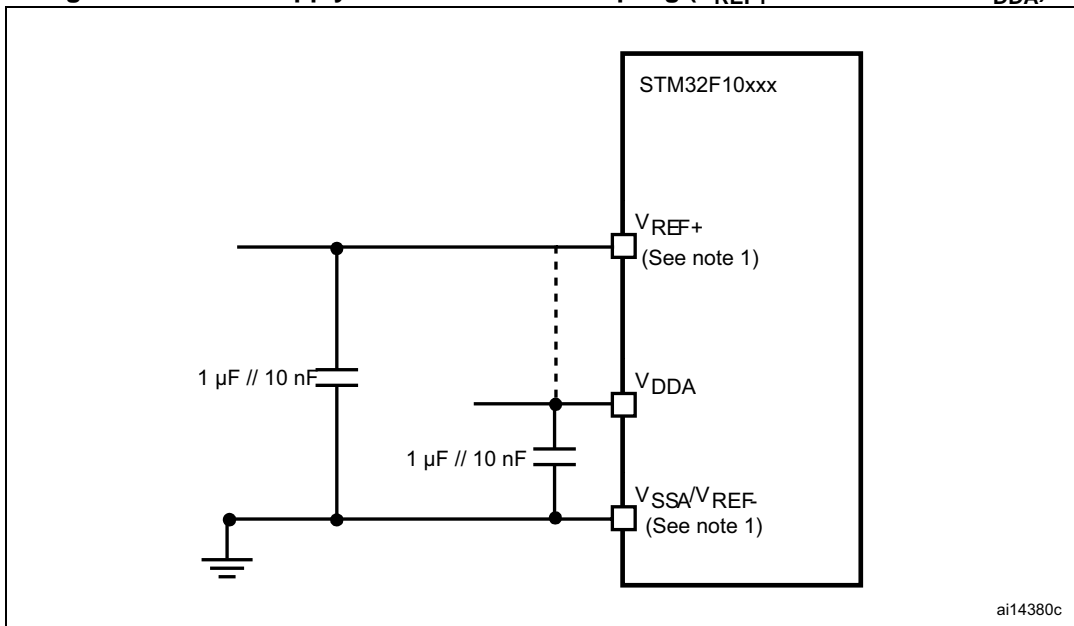 STM32F10xxx
VREF+
(See note 1)
1 µF // 10 nF
VDDA
1 µF // 10 nF
VSSA/VREF-
(See note 1)
ai14380c